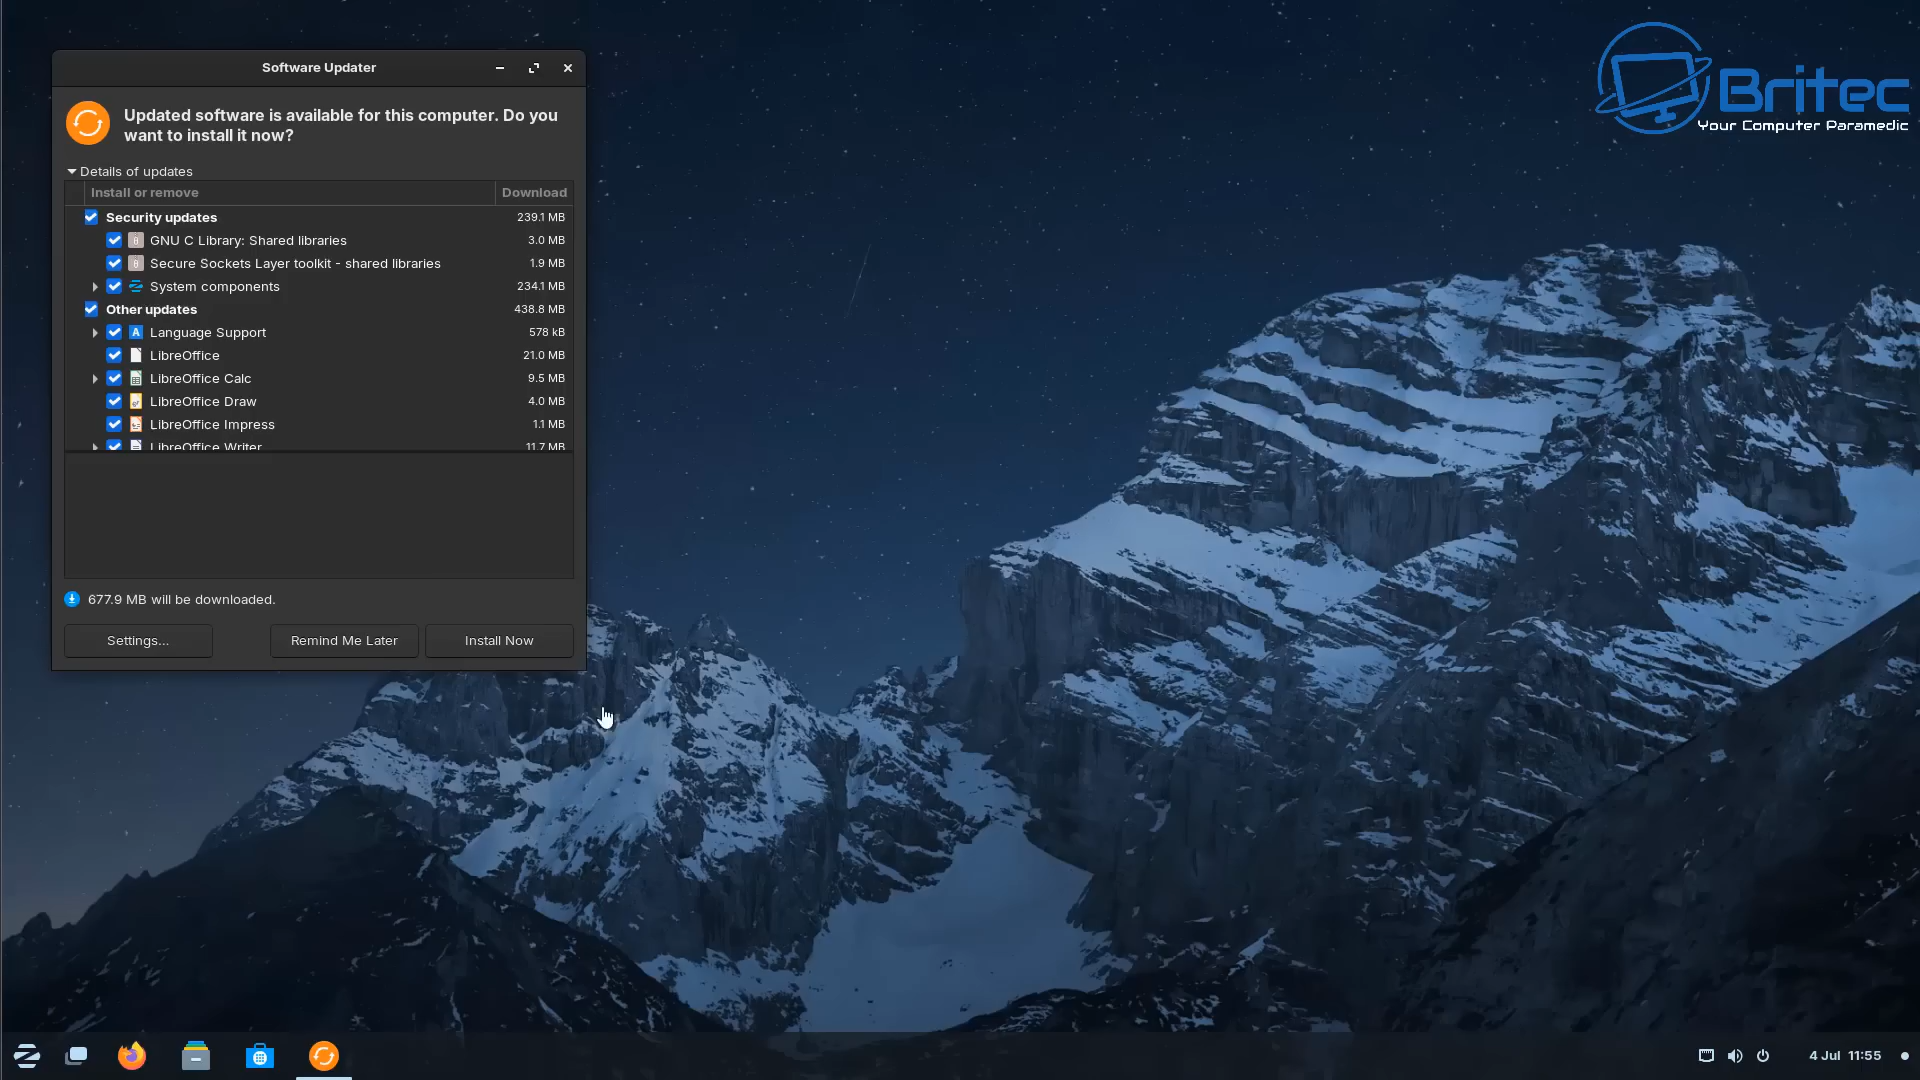 Software Updater
Updated software is available for this computer. Do you
want to install it now?
Details of updates
Install or remove Download
Security updates 239.1 MB
GNU C Library: Shared libraries 3.0 MB
Secure Sockets Layer toolkit - shared libraries 1.9 MB
System components 234.1 MB
Other updates 438.8 MB
Language Support 578 kB
LibreOffice 21.0 MB
LibreOffice Calc 9.5 MB
LibreOffice Draw 4.0 MB
LibreOffice Impress 1.1 MB
LibreOffice Writer 11.7 MB
677.9 MB will be downloaded.
Settings... Remind Me Later Install Now
Britec
Your Computer Paramedic
4 Jul 11:55